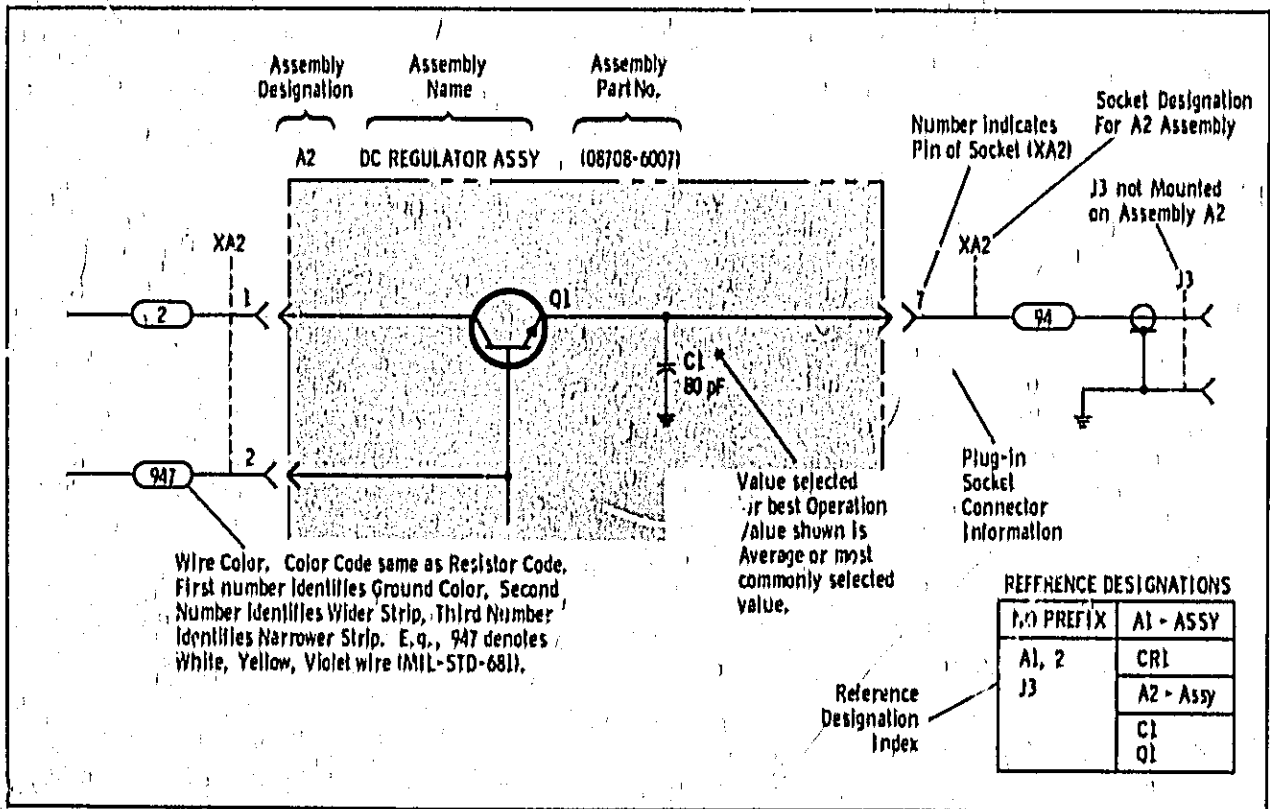 Assembly Designation
Assembly Name
Assembly Part No.
A2 DC REGULATOR ASSY (08708-6007)
Number Indicates
Pin of Socket (XA2)
Socket Designation
For A2 Assembly
J3 not Mounted
on Assembly A2
XA2
1
2
Q1
C1 *
80 pF
7
XA2
94
J3
947
2
Wire Color. Color Code same as Resistor Code.
First number Identifies Ground Color, Second
Number Identifies Wider Strip, Third Number
Identifies Narrower Strip. E.g., 947 denotes
White, Yellow, Violet wire (MIL-STD-681).
Value selected
best Operation
shown is
Average or most
commonly selected
value.
Plug-in
Socket
Connector
Information
Reference
Designation
Index
REFERENCE DESIGNATIONS
NO PREFIX
A1 - ASSY
A1, 2
J3
CR1
A2 - Assy
C1
Q1